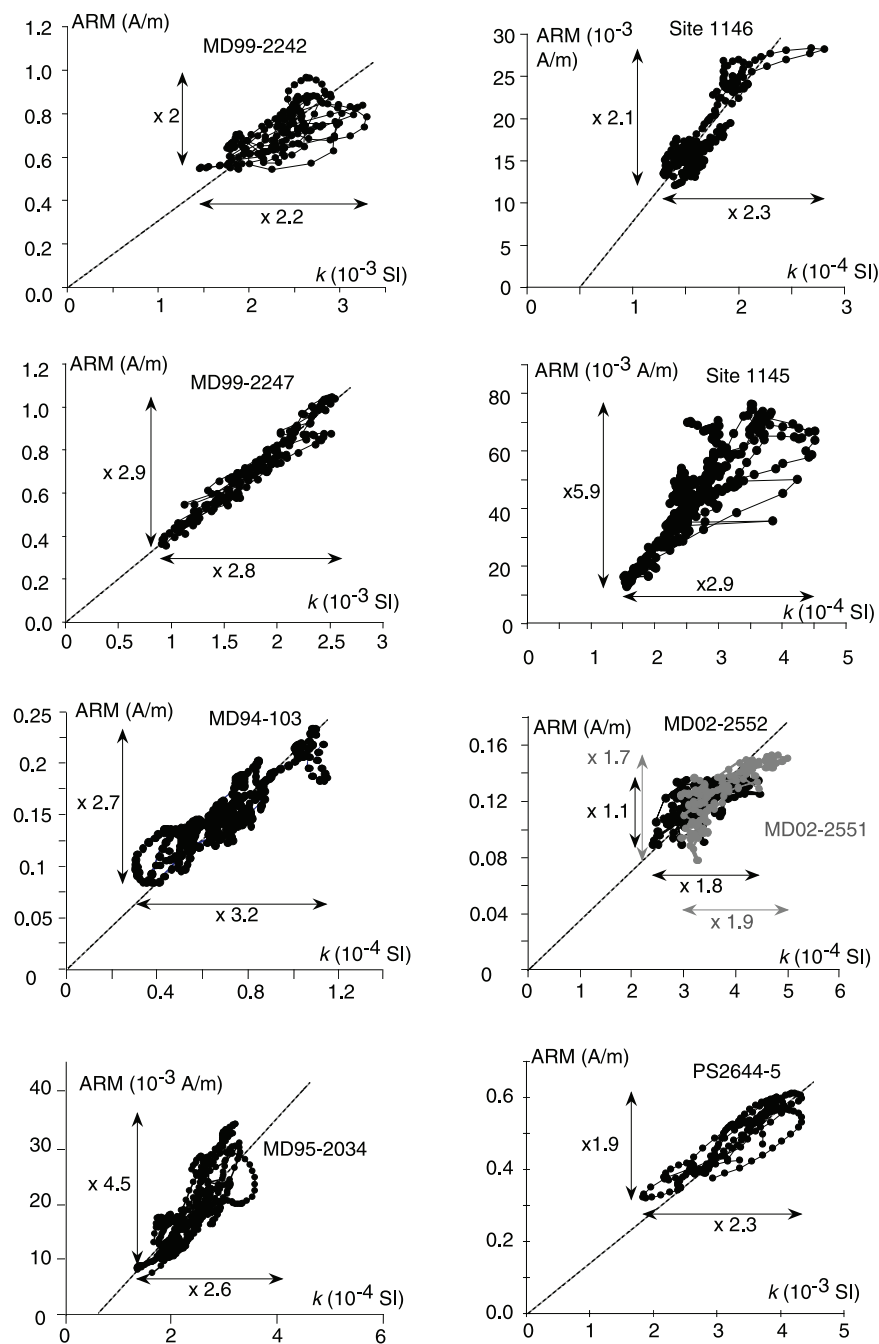 ARM (A/m)
1.2
MD99-2242
1.0
0.8
x 2
0.6
0.4
x 2.2
0.2
k (10-3 SI)
0.0
0
1
2
3
30
ARM (10-3
A/m)
Site 1146
25
20
x 2.1
15
10
x 2.3
5
k (10-4 SI)
0
0
1
2
3
1.2
ARM (A/m)
MD99-2247
1.0
0.8
x 2.9
0.6
0.4
x 2.8
0.2
k (10-3 SI)
0.0
0
0.5
1
1.5
2
2.5
3
ARM (10-3 A/m)
Site 1145
80
60
x5.9
40
20
x2.9
k (10-4 SI)
0
0
1
2
3
4
5
0.25
ARM (A/m)
MD94-103
0.2
x 2.7
0.15
0.1
x 3.2
0.05
k (10-4 SI)
0
0
0.4
0.8
1.2
0.16
ARM (A/m)
MD02-2552
x 1.7
0.12
x 1.1
MD02-2551
0.08
x 1.8
0.04
x 1.9
k (10-4 SI)
0
0
1
2
3
4
5
6
40
ARM (10-3 A/m)
30
MD95-2034
x 4.5
20
10
x 2.6
k (10-4 SI)
0
0
2
4
6
ARM (A/m)
PS2644-5
0.6
x1.9
0.4
x 2.3
0.2
k (10-3 SI)
0.0
0
1
2
3
4
5